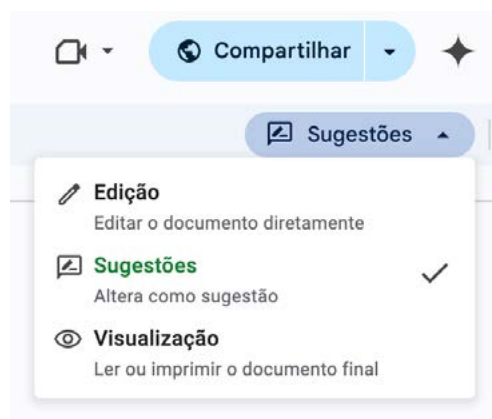 Compartilhar
Sugestões
Edição
Editar o documento diretamente
Sugestões
Altera como sugestão
Visualização
Ler ou imprimir o documento final